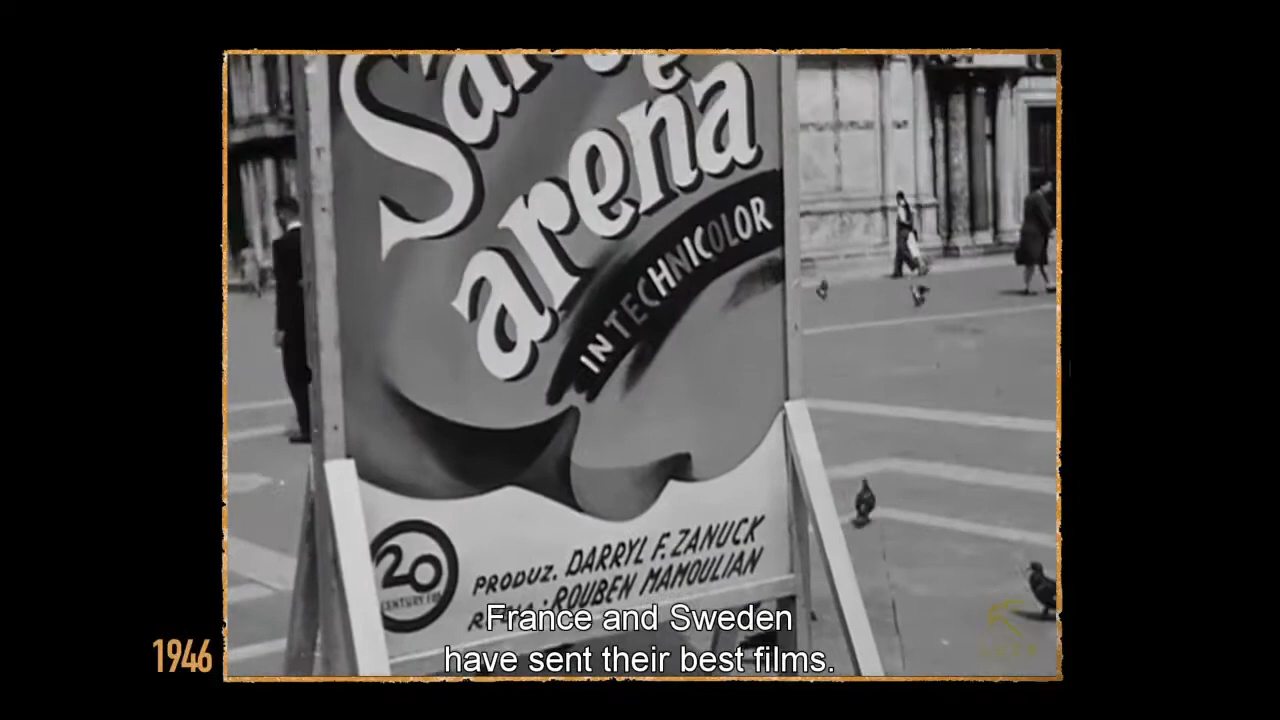 Sangue e
arena
IN TECHNICOLOR
20
CENTURY FOX
PRODUZ. DARRYL F. ZANUCK
ROUBEN MAMOULIAN
France and Sweden
have sent their best films.
1946